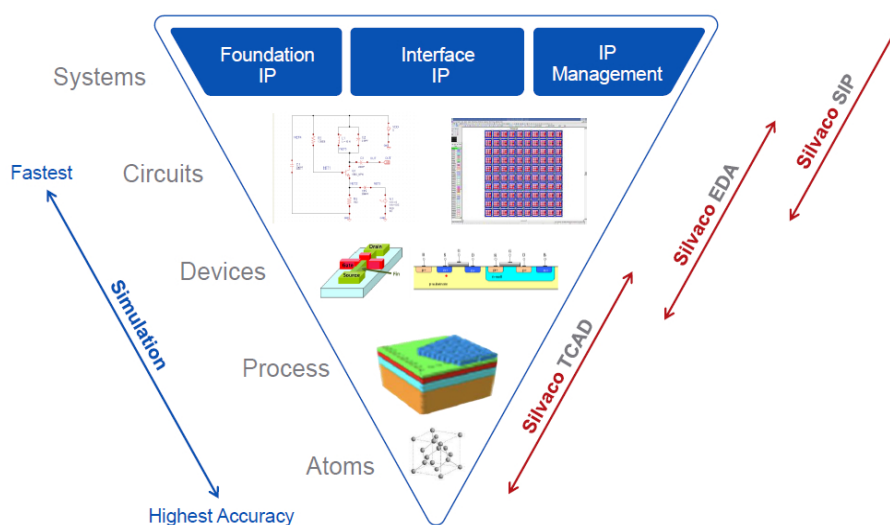 Foundation
IP
Interface
IP
IP
Management
Systems
Silvaco SIP
Fastest
Circuits
Silvaco EDA
Devices
Drain
Source
Fin
Simulation
Silvaco TCAD
Process
Atoms
Highest Accuracy